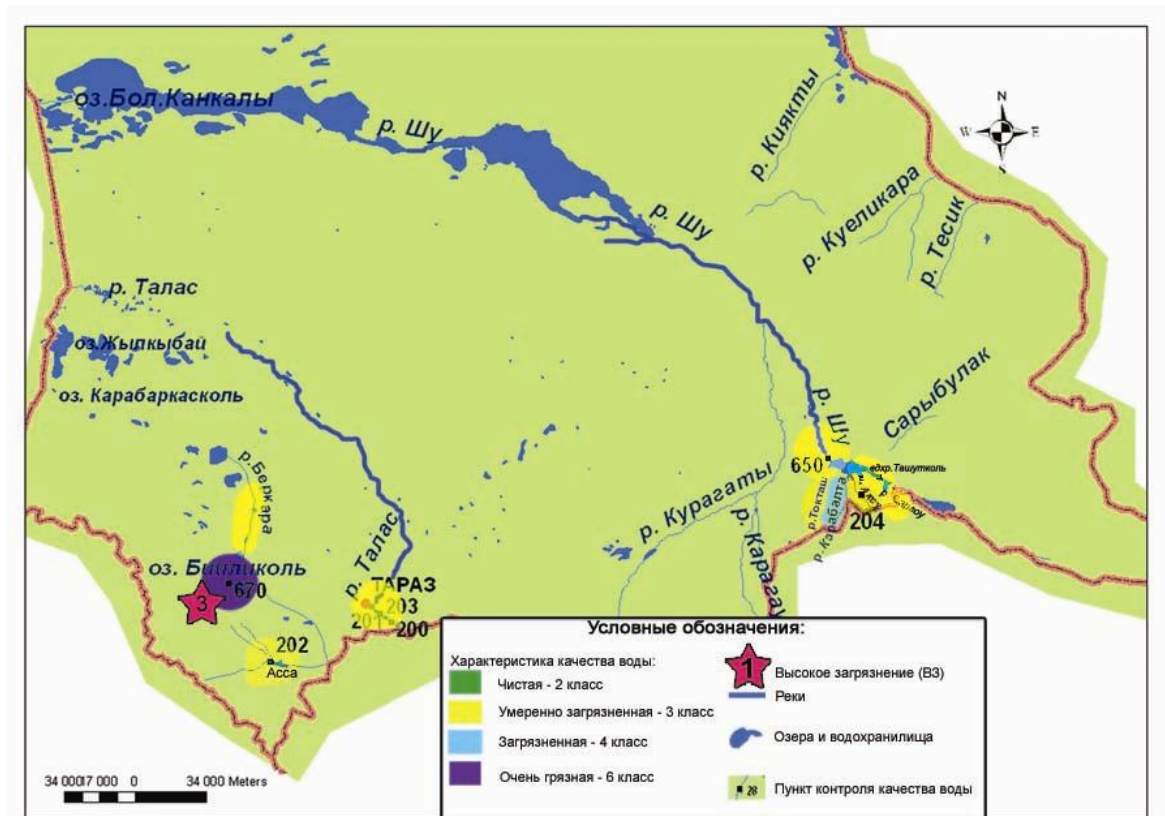 оз.Бол.Канкалы
р. Шу
р. Киякты
N
W E
S
р. Шу
р. Куеликара
р. Тесик
р. Талас
оз.Жылкыбай
оз. Карабаркасколь
р. Шу
Сарыбулак
р.Беркара
650
вдхр.Ташутколь
р. Курагаты
р.Токташ
р. Карабалта
204
р. Карагаты
р. Талас
оз. Бийликоль
670
3
ТАРАЗ
203
201
200
202
Асса
Условные обозначения:
Характеристика качества воды:
Чистая - 2 класс
Умеренно загрязненная - 3 класс
Загрязненная - 4 класс
Очень грязная - 6 класс
1
Высокое загрязнение (ВЗ)
Реки
Озера и водохранилища
28
Пункт контроля качества воды
34 000 17 000 0 34 000 Meters